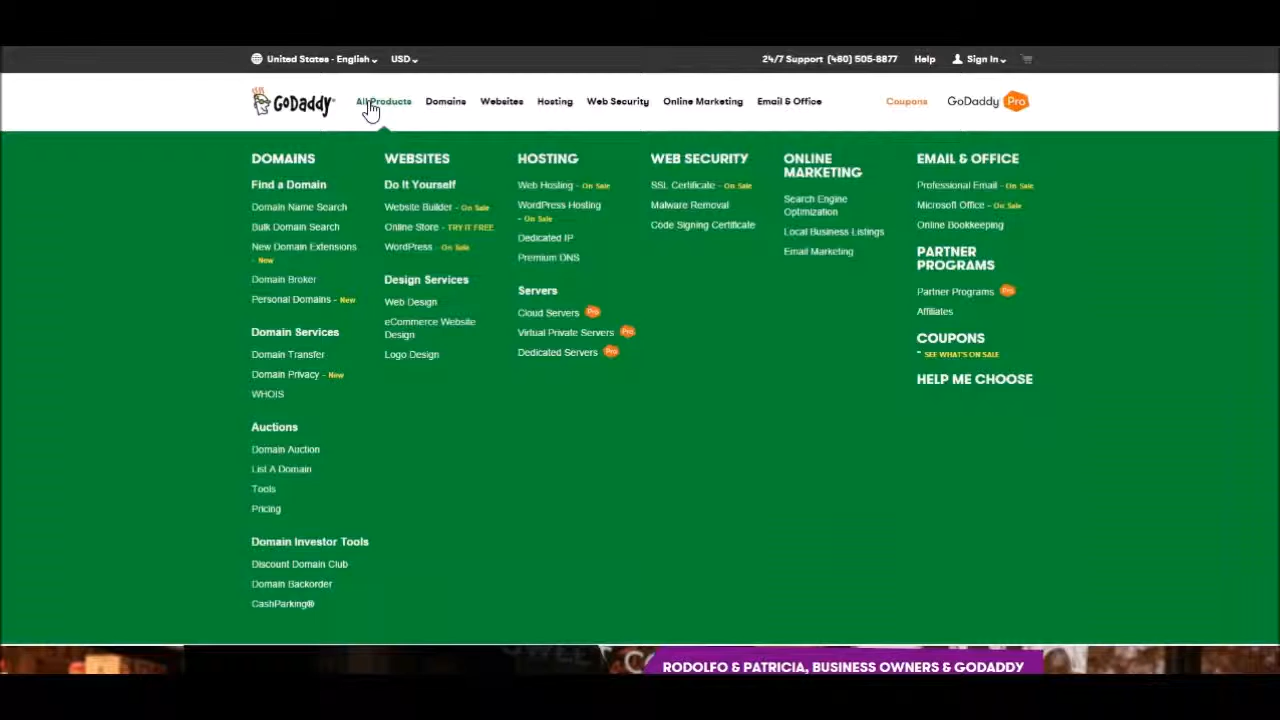 United States - English
USD
24/7 Support (480) 505-8877
Help
Sign In
GoDaddy
All Products
Domains
Websites
Hosting
Web Security
Online Marketing
Email & Office
Coupons
GoDaddy Pro
DOMAINS
Find a Domain
Domain Name Search
Bulk Domain Search
New Domain Extensions
- New
Domain Broker
Personal Domains - New
Domain Services
Domain Transfer
Domain Privacy - New
WHOIS
Auctions
Domain Auction
List A Domain
Tools
Pricing
Domain Investor Tools
Discount Domain Club
Domain Backorder
CashParking®
WEBSITES
Do It Yourself
Website Builder - On Sale
Online Store - TRY IT FREE
WordPress - On Sale
Design Services
Web Design
eCommerce Website
Design
Logo Design
HOSTING
Web Hosting - On Sale
WordPress Hosting
- On Sale
Dedicated IP
Premium DNS
Servers
Cloud Servers Pro
Virtual Private Servers Pro
Dedicated Servers Pro
WEB SECURITY
SSL Certificate - On Sale
Malware Removal
Code Signing Certificate
ONLINE
MARKETING
Search Engine
Optimization
Local Business Listings
Email Marketing
EMAIL & OFFICE
Professional Email - On Sale
Microsoft Office - On Sale
Online Bookkeeping
PARTNER
PROGRAMS
Partner Programs Pro
Affiliates
COUPONS
- SEE WHAT'S ON SALE
HELP ME CHOOSE
RODOLFO & PATRICIA, BUSINESS OWNERS & GODADDY